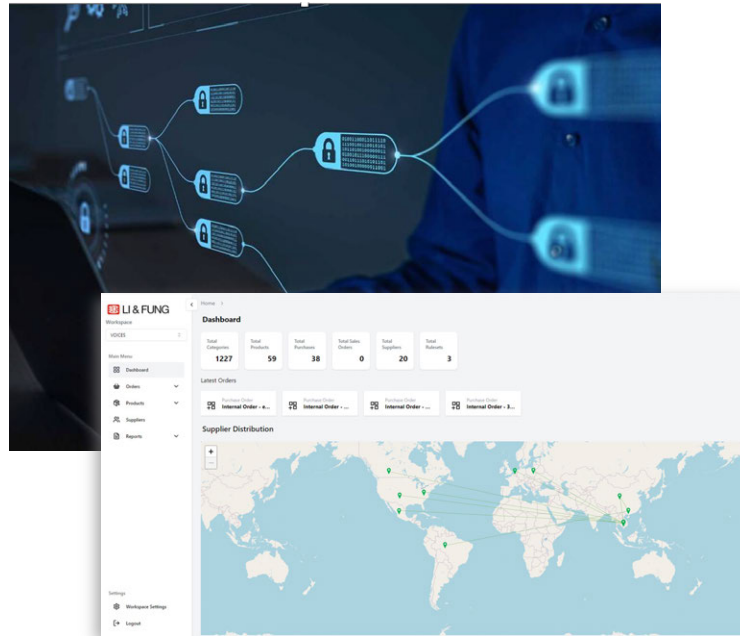 LI & FUNG
Workspace
VOICES
Main Menu
Dashboard
Orders
Products
Suppliers
Reports
Settings
Workspace Settings
Logout
Home
Dashboard
Total Categories
1227
Total Products
59
Total Purchases
38
Total Sales Orders
0
Total Suppliers
20
Total Rulesets
3
Latest Orders
Purchase Order
Internal Order - e...
Purchase Order
Internal Order - ...
Purchase Order
Internal Order - ...
Purchase Order
Internal Order - 3...
Supplier Distribution
+
−